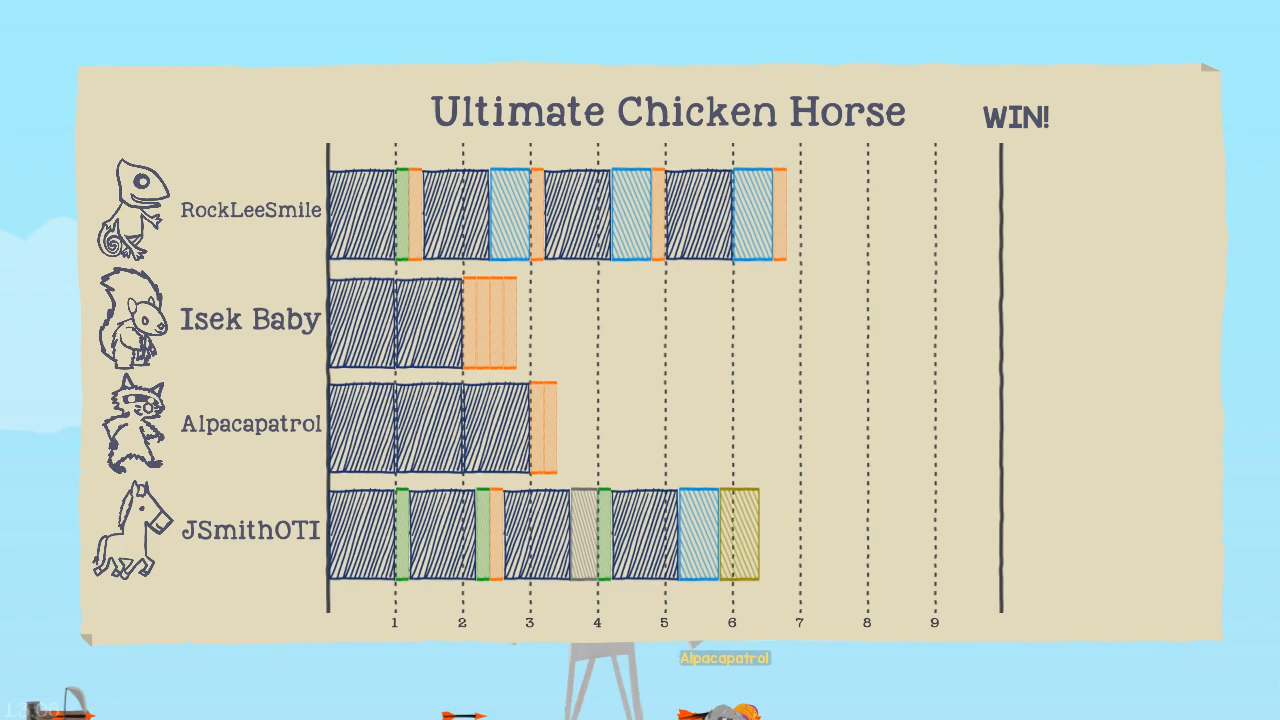 Ultimate Chicken Horse
WIN!
RockLeeSmile
Isek Baby
Alpacapatrol
JSmithOTI
1 2 3 4 5 6 7 8 9
Alpacapatrol